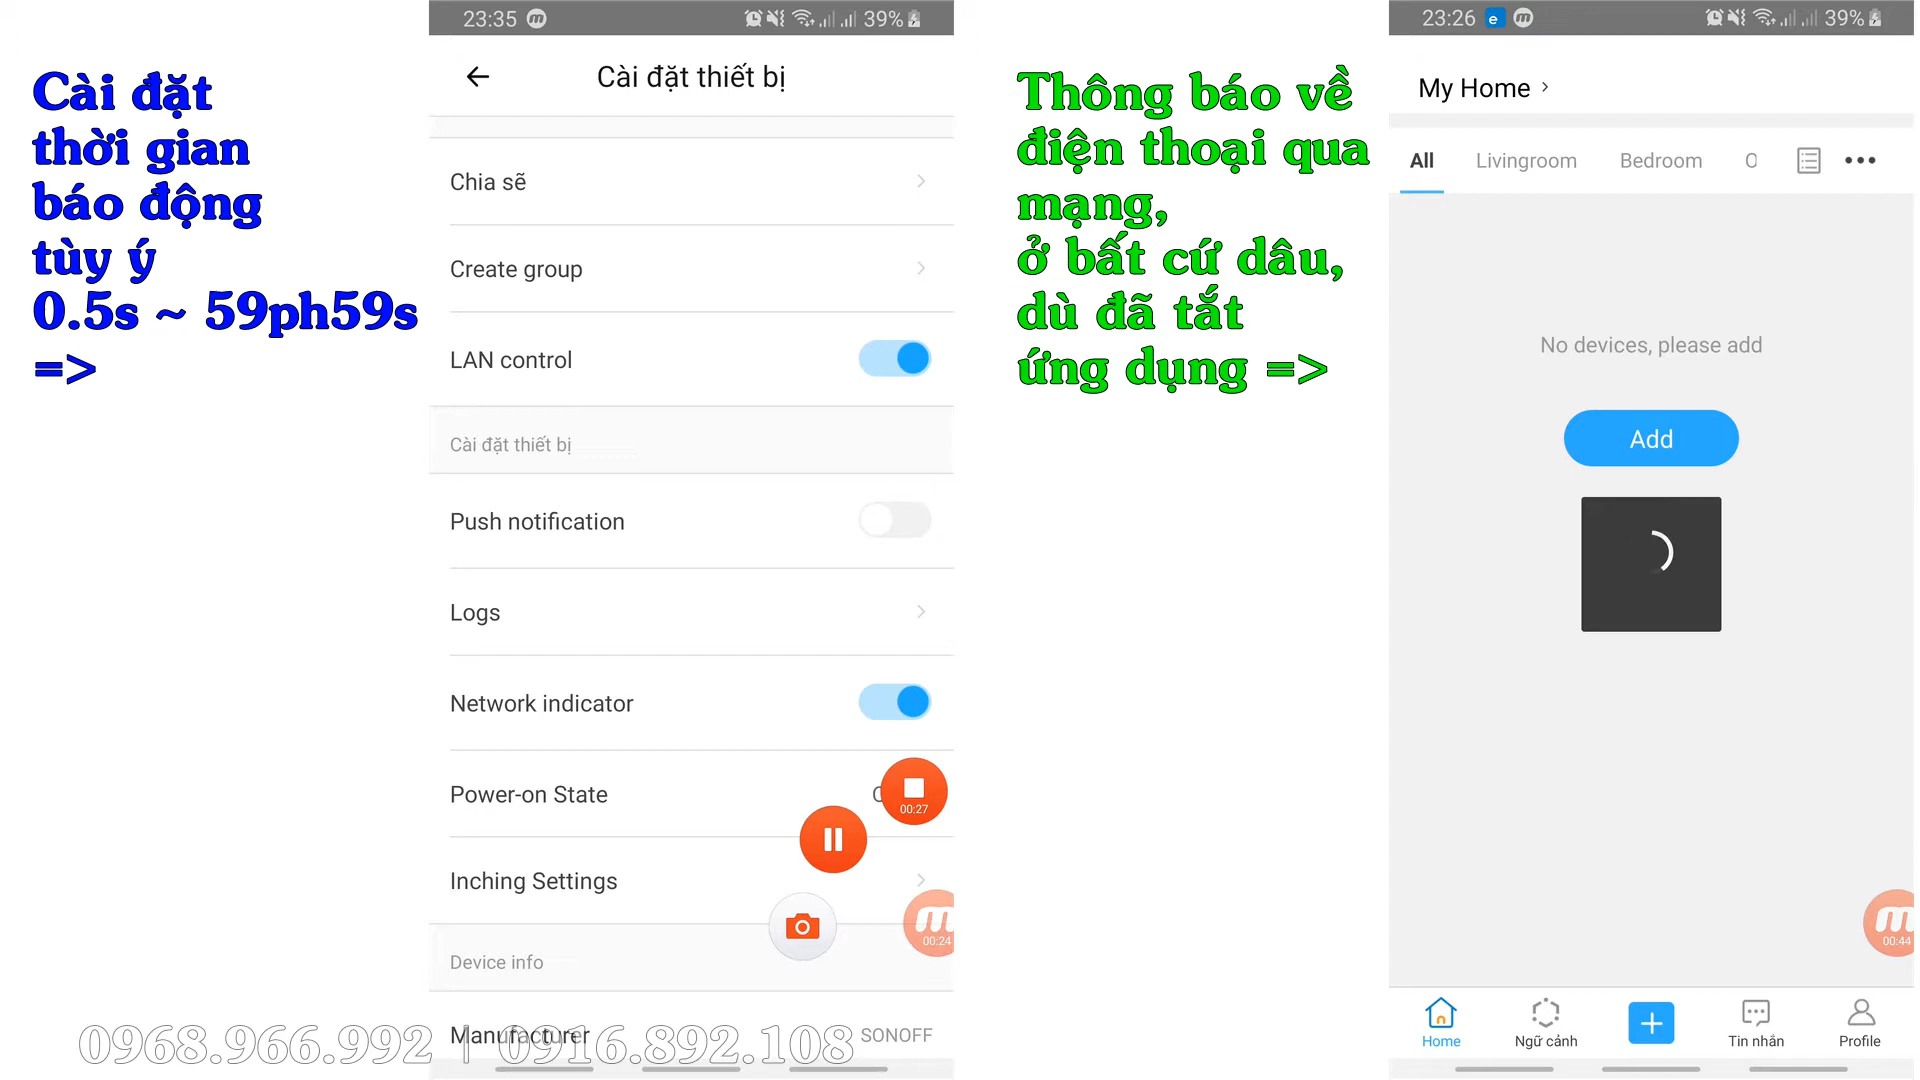 Cài đặt
thời gian
báo động
tùy ý
0.5s ~ 59ph59s
=>
23:35 39%
Cài đặt thiết bị
Chia sẽ
Create group
LAN control
Cài đặt thiết bị
Push notification
Logs
Network indicator
Power-on State
00:27
Inching Settings
00:24
Device info
Manufacturer SONOFF
0968.966.992 | 0916.892.108
Thông báo về
điện thoại qua
mạng,
ở bất cứ dâu,
dù đã tắt
ứng dụng =>
23:26 39%
My Home
All Livingroom Bedroom
No devices, please add
Add
00:44
Home Ngữ cảnh Tin nhắn Profile